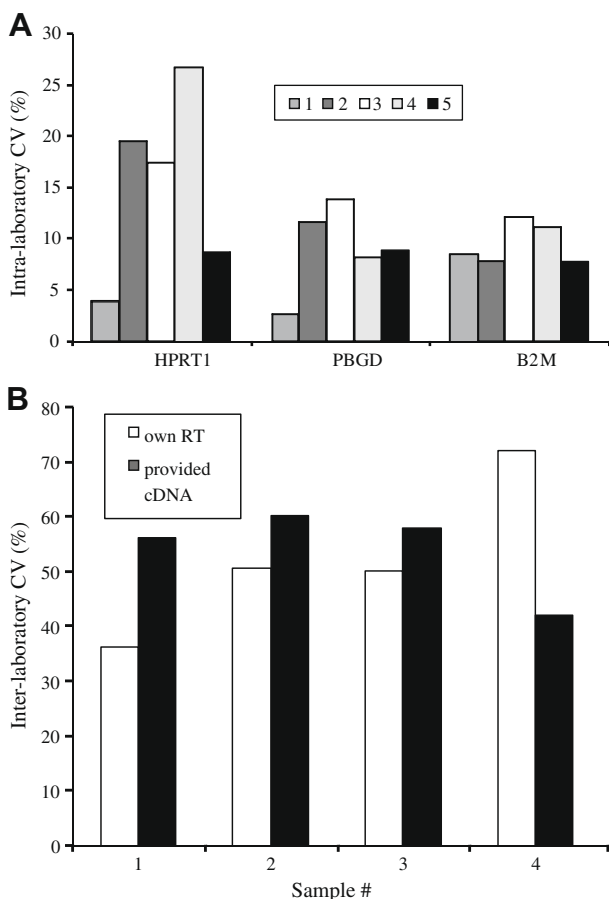 A
Intra-laboratory CV (%)
30
25
20
15
10
5
0
1 2 3 4 5
HPRT1 PBGD B2M
B
Inter-laboratory CV (%)
80
70
60
50
40
30
20
10
0
own RT
provided
cDNA
1 2 3 4
Sample #